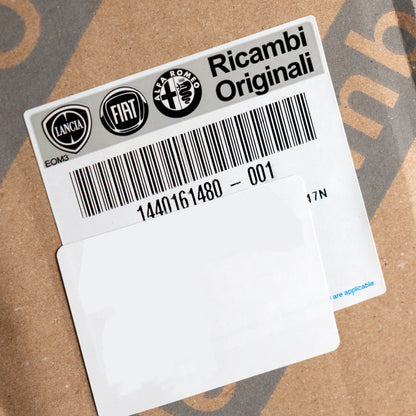 LANCIA
FIAT
ALFA ROMEO
Ricambi
Originali
EOM3
1440161480 - 001
17N
are applicable.